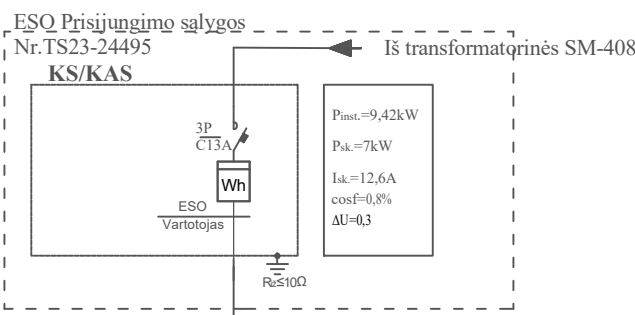 ESO Prisijungimo sąlygos
Nr.TS23-24495
Iš transformatorinės SM-408
KS/KAS
3P
C13A
Wh
ESO
Vartotojas
Rž≤10Ω
Pinst.=9,42kW
Psk.=7kW
Isk.=12,6A
cosf=0,8%
ΔU=0,3